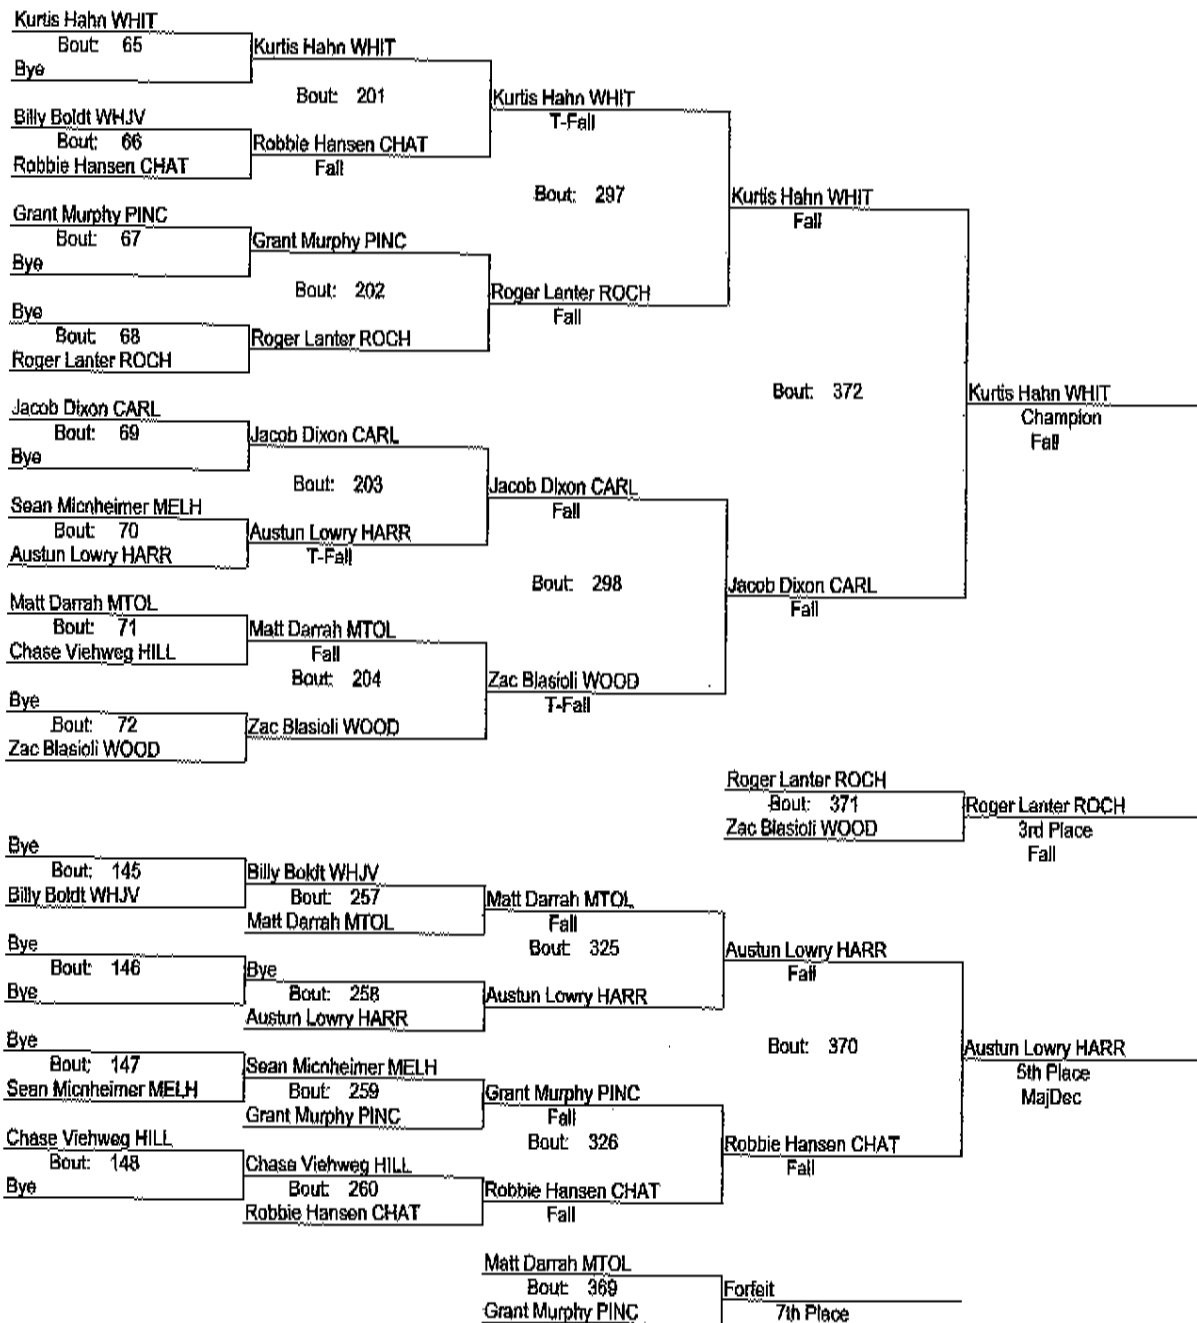 Kurtis Hahn WHIT
Bout: 65
Bye
Kurtis Hahn WHIT
Bout: 201
Billy Boldt WHJV
Bout: 66
Robbie Hansen CHAT
Robbie Hansen CHAT
Fall
Kurtis Hahn WHIT
T-Fall
Bout: 297
Grant Murphy PINC
Bout: 67
Bye
Grant Murphy PINC
Bout: 202
Bye
Bout: 68
Roger Lanter ROCH
Roger Lanter ROCH
Roger Lanter ROCH
Fall
Kurtis Hahn WHIT
Fall
Bout: 372
Jacob Dixon CARL
Bout: 69
Bye
Jacob Dixon CARL
Bout: 203
Sean Micnheimer MELH
Bout: 70
Austun Lowry HARR
Austun Lowry HARR
T-Fall
Jacob Dixon CARL
Fall
Bout: 298
Matt Darrah MTOL
Bout: 71
Chase Viehweg HILL
Matt Darrah MTOL
Fall
Bout: 204
Bye
Bout: 72
Zac Blasioli WOOD
Zac Blasioli WOOD
Zac Blasioli WOOD
T-Fall
Jacob Dixon CARL
Fall
Kurtis Hahn WHIT
Champion
Fall
Roger Lanter ROCH
Bout: 371
Zac Blasioli WOOD
Roger Lanter ROCH
3rd Place
Fall
Bye
Bout: 145
Billy Boldt WHJV
Billy Boldt WHJV
Bout: 257
Matt Darrah MTOL
Matt Darrah MTOL
Fall
Bout: 325
Bye
Bout: 146
Bye
Bye
Bout: 258
Austun Lowry HARR
Austun Lowry HARR
Austun Lowry HARR
Fall
Bout: 370
Bye
Bout: 147
Sean Micnheimer MELH
Sean Micnheimer MELH
Bout: 259
Grant Murphy PINC
Grant Murphy PINC
Fall
Bout: 326
Chase Viehweg HILL
Bout: 148
Bye
Chase Viehweg HILL
Bout: 260
Robbie Hansen CHAT
Robbie Hansen CHAT
Fall
Robbie Hansen CHAT
Fall
Austun Lowry HARR
5th Place
MajDec
Matt Darrah MTOL
Bout: 369
Grant Murphy PINC
Forfeit
7th Place